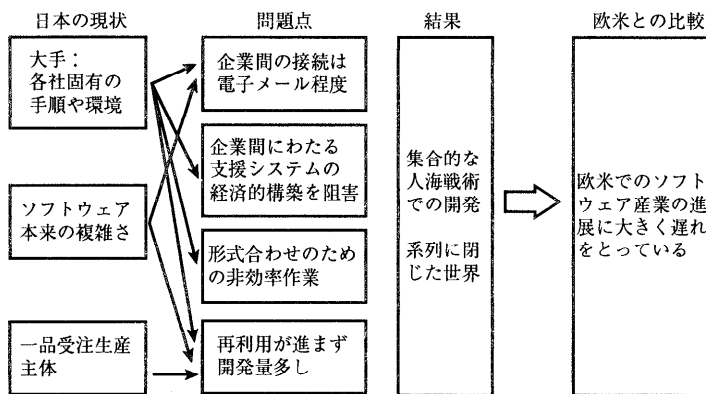 日本の現状
問題点
結果
欧米との比較
大手：
各社固有の
手順や環境
ソフトウェア
本来の複雑さ
一品受注生産
主体
企業間の接続は
電子メール程度
企業間にわたる
支援システムの
経済的構築を阻害
形式合わせのため
の非効率作業
再利用が進まず
開発量多し
集合的な
人海戦術
での開発
系列に閉
じた世界
欧米でのソフト
ウェア産業の進
展に大きく遅れ
をとっている